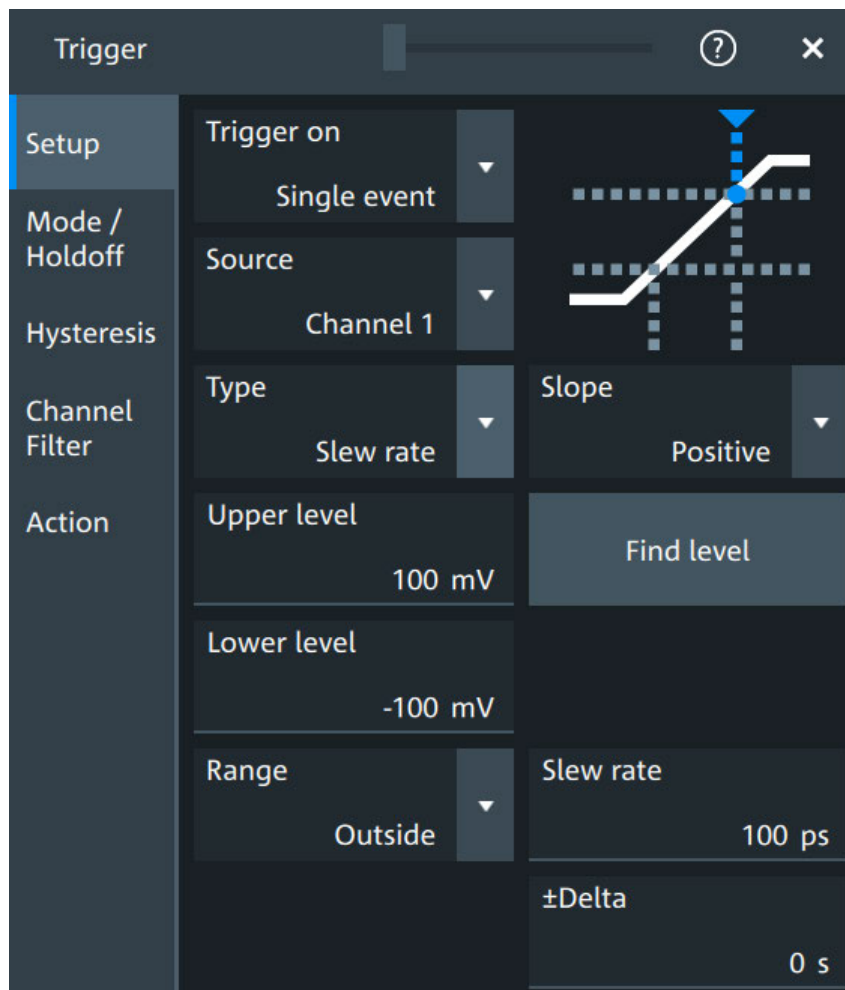 Trigger
?
Setup
Mode /
Holdoff
Hysteresis
Channel
Filter
Action
Trigger on
Single event
Source
Channel 1
Type
Slew rate
Slope
Positive
Upper level
100 mV
Find level
Lower level
-100 mV
Range
Outside
Slew rate
100 ps
±Delta
0 s